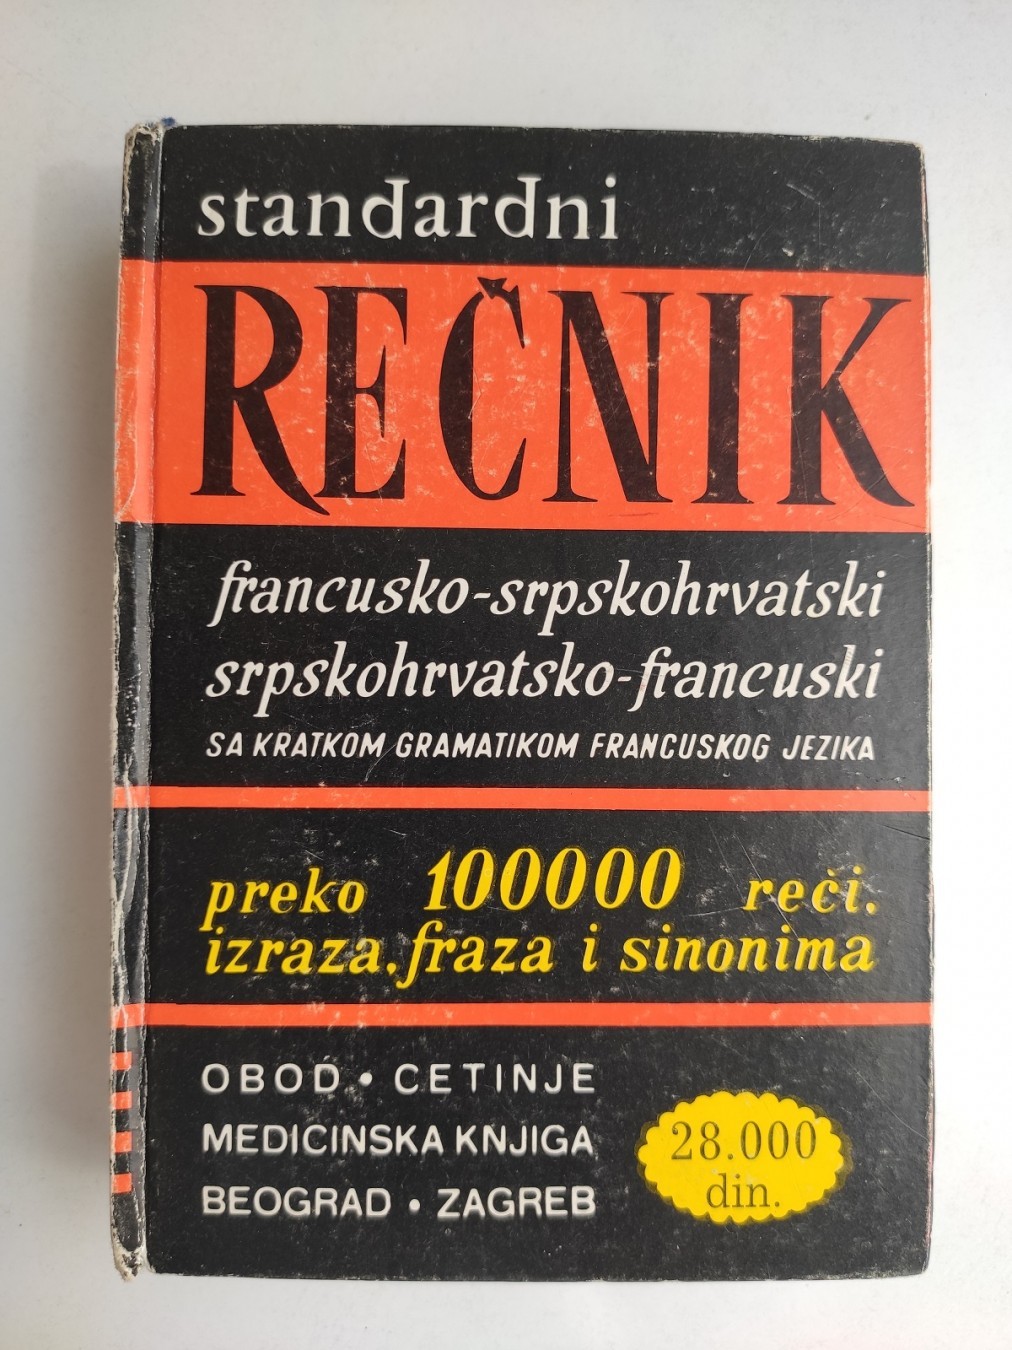 standardni
REČNIK
francusko-srpskohrvatski
srpskohrvatsko-francuski
SA KRATKOM GRAMATIKOM FRANCUSKOG JEZIKA
preko 100000 reči.
izraza, fraza i sinonima
OBOD • CETINJE
MEDICINSKA KNJIGA
BEOGRAD • ZAGREB
28.000
din.